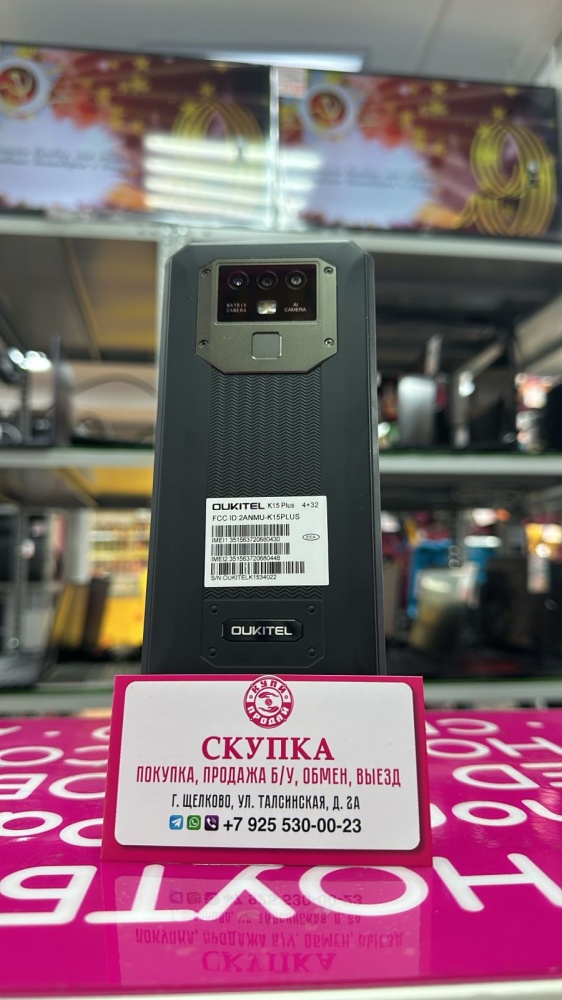 MATRIX CAMERA
AI CAMERA
OUKITEL K15 Plus 4+32
FCC ID:2ANMU-K15PLUS
IMEI1:351563720680430
IMEI2:351563720680448
S/N OUKITELK1534022
OUKITEL
КУПИ ПРОДАЙ
СКУПКА
ПОКУПКА, ПРОДАЖА Б/У, ОБМЕН, ВЫЕЗД
Г. ЩЕЛКОВО, УЛ. ТАЛСИНСКАЯ, Д. 2А
+7 925 530-00-23
НОУТБ